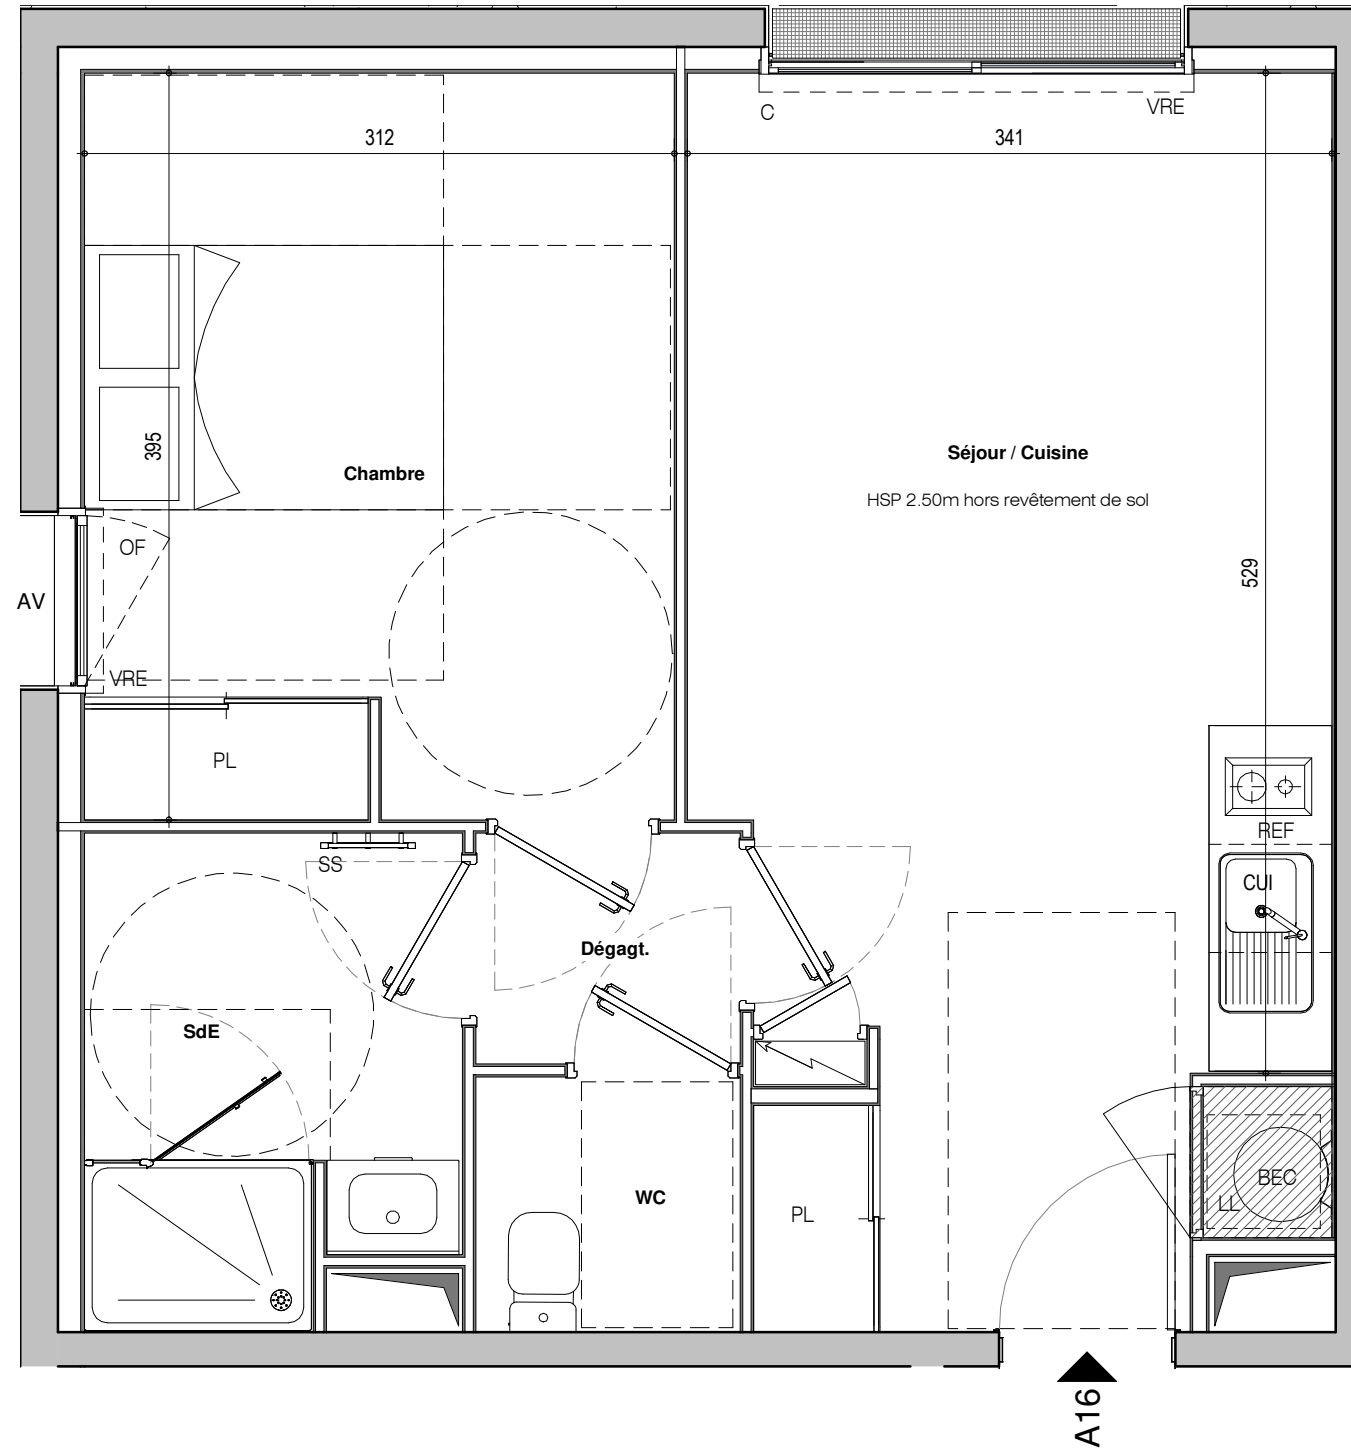 C
VRE
312
341
395
Chambre
Séjour / Cuisine
HSP 2.50m hors revêtement de sol
OF
AV
529
VRE
PL
REF
SS
CUI
Dégagt.
SdE
WC
PL
BEC
LL
A16